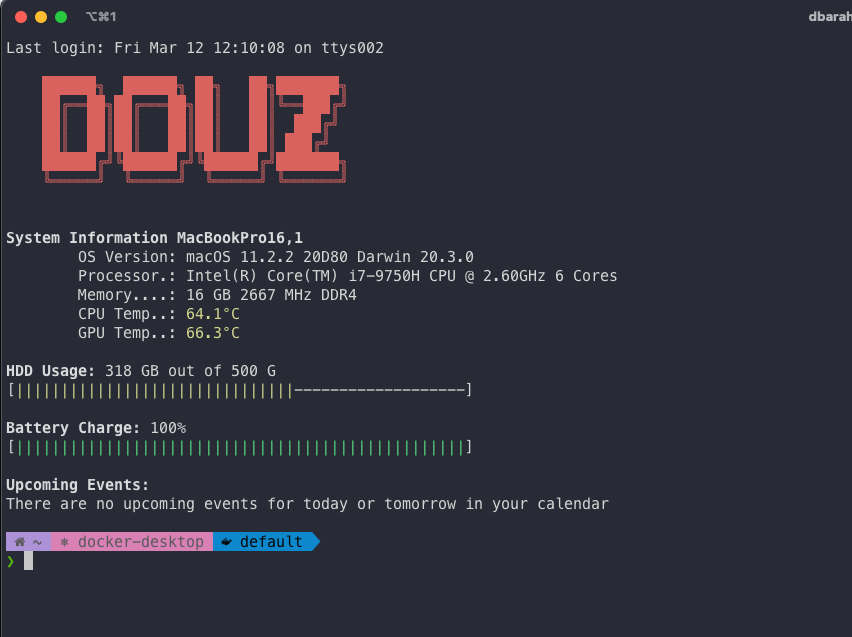 ⌥⌘1
dbarah
Last login: Fri Mar 12 12:10:08 on ttys002
DOUZ
System Information MacBookPro16,1
OS Version: macOS 11.2.2 20D80 Darwin 20.3.0
Processor.: Intel(R) Core(TM) i7-9750H CPU @ 2.60GHz 6 Cores
Memory....: 16 GB 2667 MHz DDR4
CPU Temp..: 64.1°C
GPU Temp..: 66.3°C
HDD Usage: 318 GB out of 500 G
[|||||||||||||||||||||||||||||||-------------------]
Battery Charge: 100%
[||||||||||||||||||||||||||||||||||||||||||||||||||]
Upcoming Events:
There are no upcoming events for today or tomorrow in your calendar
~ ⎈ docker-desktop default
❯